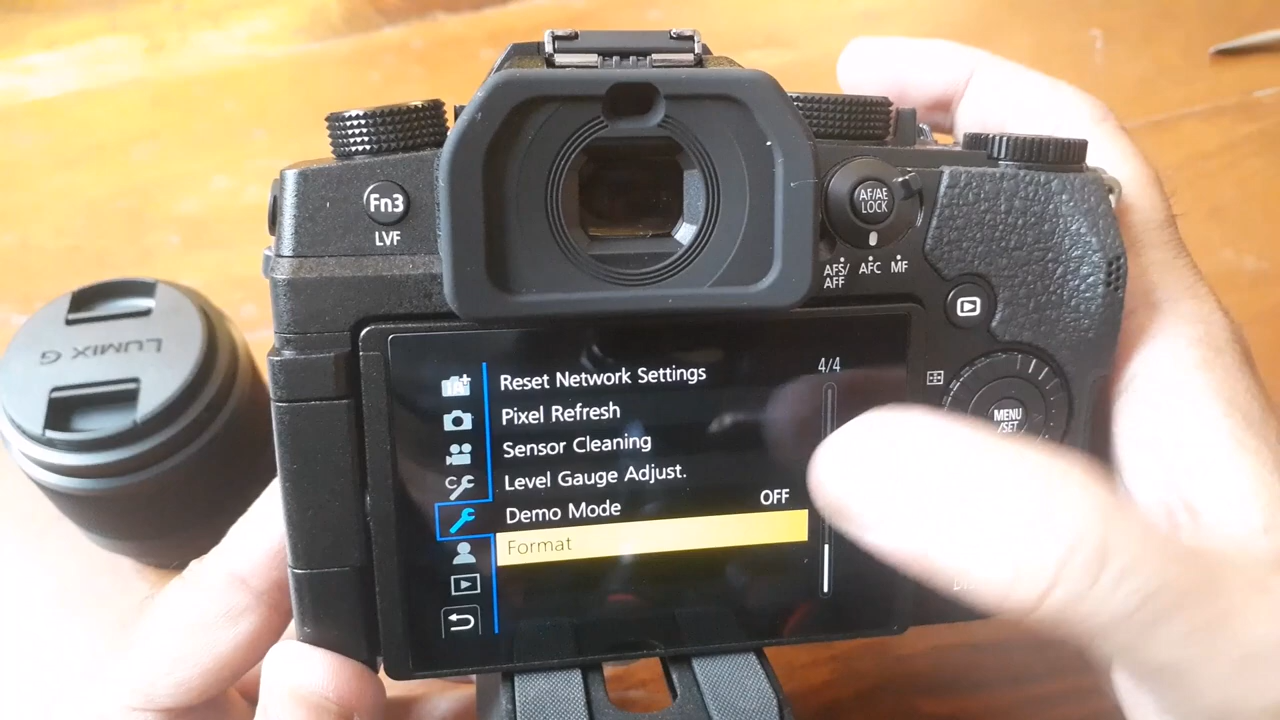 Fn3
LVF
AF/AE
LOCK
AFS/
AFF
AFC
MF
LUMIX G
MENU
/SET
4/4
Reset Network Settings
Pixel Refresh
Sensor Cleaning
Level Gauge Adjust.
Demo Mode
OFF
Format
C